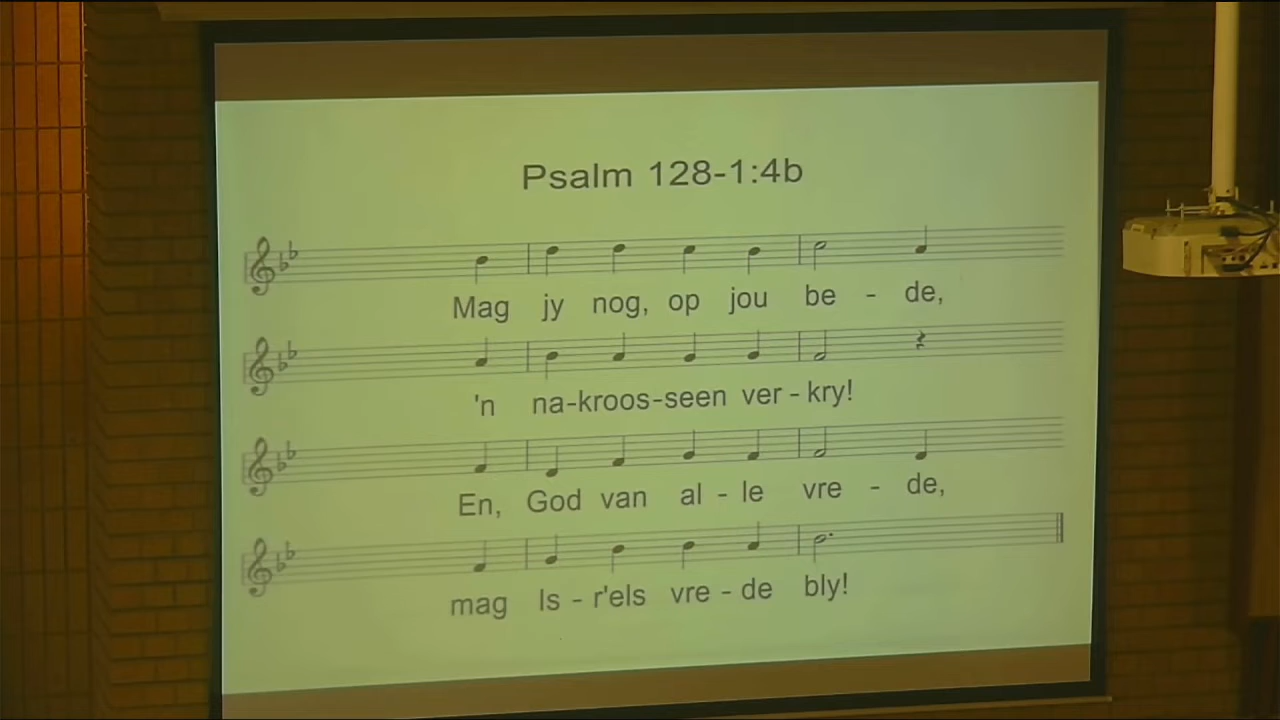 Psalm 128-1:4b
Mag jy nog, op jou be - de,
'n na-kroos-seen ver - kry!
En, God van al - le vre - de,
mag Is - r'els vre - de bly!